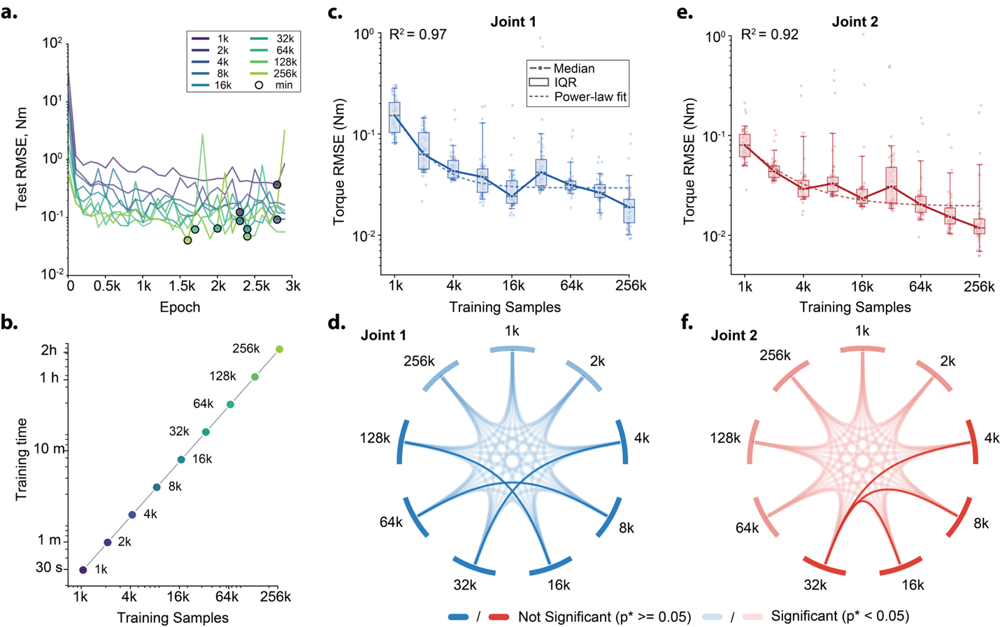 a.
10²
10¹
10⁰
10⁻¹
10⁻²
Test RMSE, Nm
1k
2k
4k
8k
16k
32k
64k
128k
256k
min
0 0.5k 1k 1.5k 2k 2.5k 3k
Epoch
b.
2h
1 h
10 m
1 m
30 s
Training time
256k
128k
64k
32k
16k
8k
4k
2k
1k
1k 4k 16k 64k 256k
Training Samples
c.
Joint 1
R² = 0.97
Median
IQR
Power-law fit
10⁰
10⁻¹
10⁻²
Torque RMSE (Nm)
1k 4k 16k 64k 256k
Training Samples
d.
Joint 1
1k
2k
4k
8k
16k
32k
64k
128k
256k
e.
Joint 2
R² = 0.92
10⁰
10⁻¹
10⁻²
Torque RMSE (Nm)
1k 4k 16k 64k 256k
Training Samples
f.
Joint 2
1k
2k
4k
8k
16k
32k
64k
128k
256k
/ Not Significant (p* >= 0.05) / Significant (p* < 0.05)